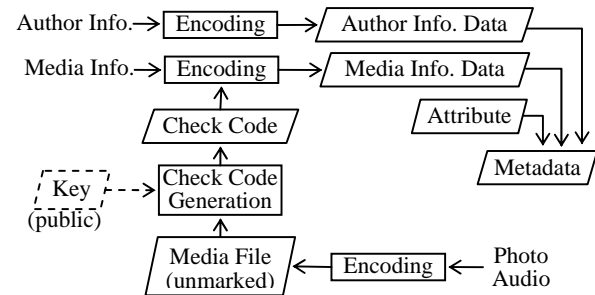 Author Info.
Encoding
Author Info. Data
Media Info.
Encoding
Media Info. Data
Check Code
Attribute
Metadata
Key
(public)
Check Code
Generation
Media File
(unmarked)
Encoding
Photo
Audio